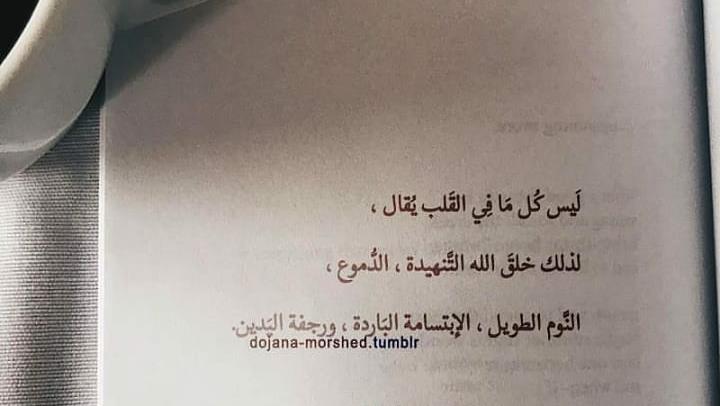 لَيس كُل مَا فِي القَلب يُقال ،
لذلك خلقَ الله التَّنهيدة ، الدُّموع ،
النَّوم الطويل ، الإبتسامة البَاردة ، ورجفة اليَدين.
dojana-morshed.tumblr